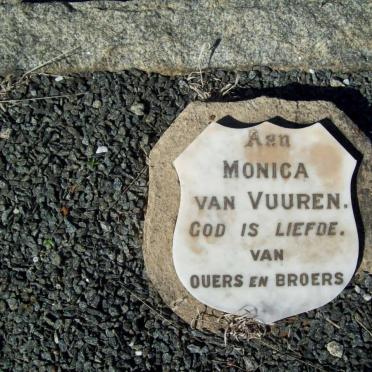 Aan
MONICA
VAN VUUREN.
GOD IS LIEFDE.
VAN
OUERS EN BROERS